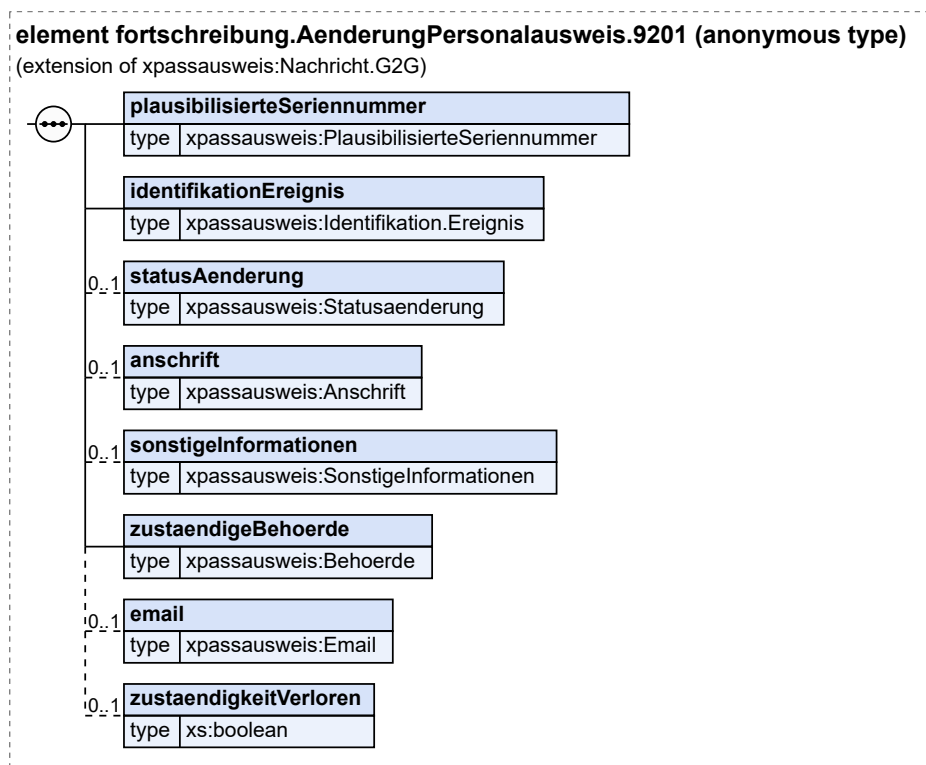 element fortschreibung.AenderungPersonalausweis.9201 (anonymous type)
(extension of xpassausweis:Nachricht.G2G)
plausibilisierteSeriennummer
type xpassausweis:PlausibilisierteSeriennummer
identifikationEreignis
type xpassausweis:Identifikation.Ereignis
0..1 statusAenderung
type xpassausweis:Statusaenderung
0..1 anschrift
type xpassausweis:Anschrift
0..1 sonstigeInformationen
type xpassausweis:SonstigeInformationen
zustaendigeBehoerde
type xpassausweis:Behoerde
0..1 email
type xpassausweis:Email
0..1 zustaendigkeitVerloren
type xs:boolean